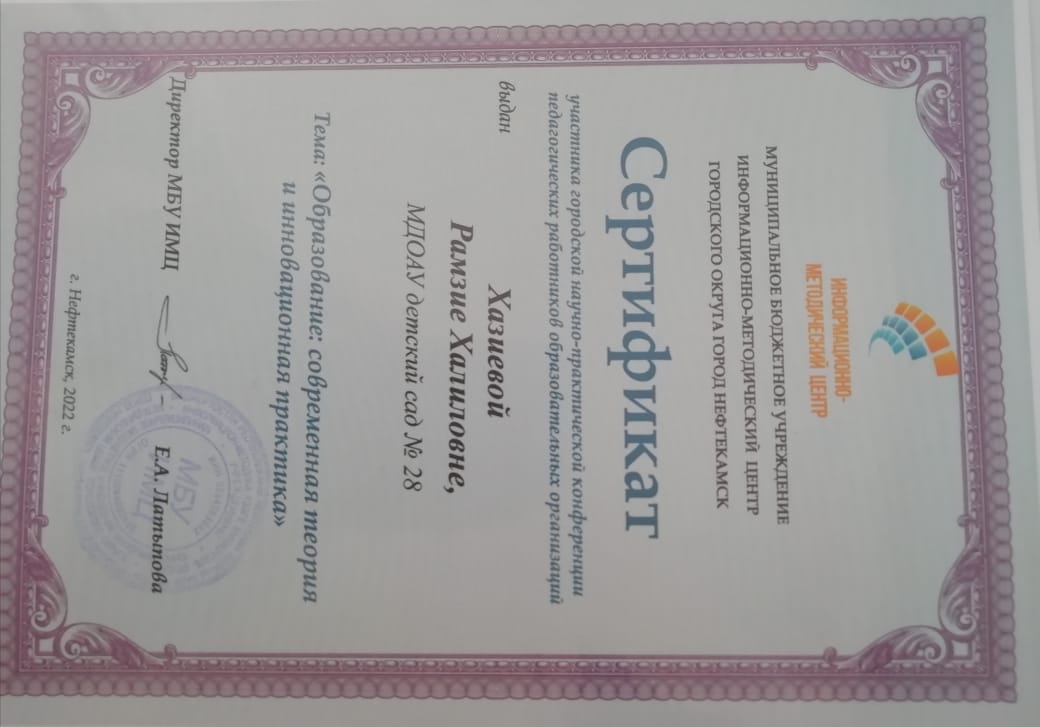 ИНФОРМАЦИОННО-
МЕТОДИЧЕСКИЙ ЦЕНТР
МУНИЦИПАЛЬНОЕ БЮДЖЕТНОЕ УЧРЕЖДЕНИЕ
ИНФОРМАЦИОННО-МЕТОДИЧЕСКИЙ ЦЕНТР
ГОРОДСКОГО ОКРУГА ГОРОД НЕФТЕКАМСК
Сертификат
участника городской научно-практической конференции
педагогических работников образовательных организаций
выдан
Хазиевой
Рамзие Халиловне,
МДОАУ детский сад № 28
Тема: «Образование: современная теория
и инновационная практика»
Директор МБУ ИМЦ Е.А. Латыпова
МБУ
ИМЦ
г. Нефтекамск, 2022 г.